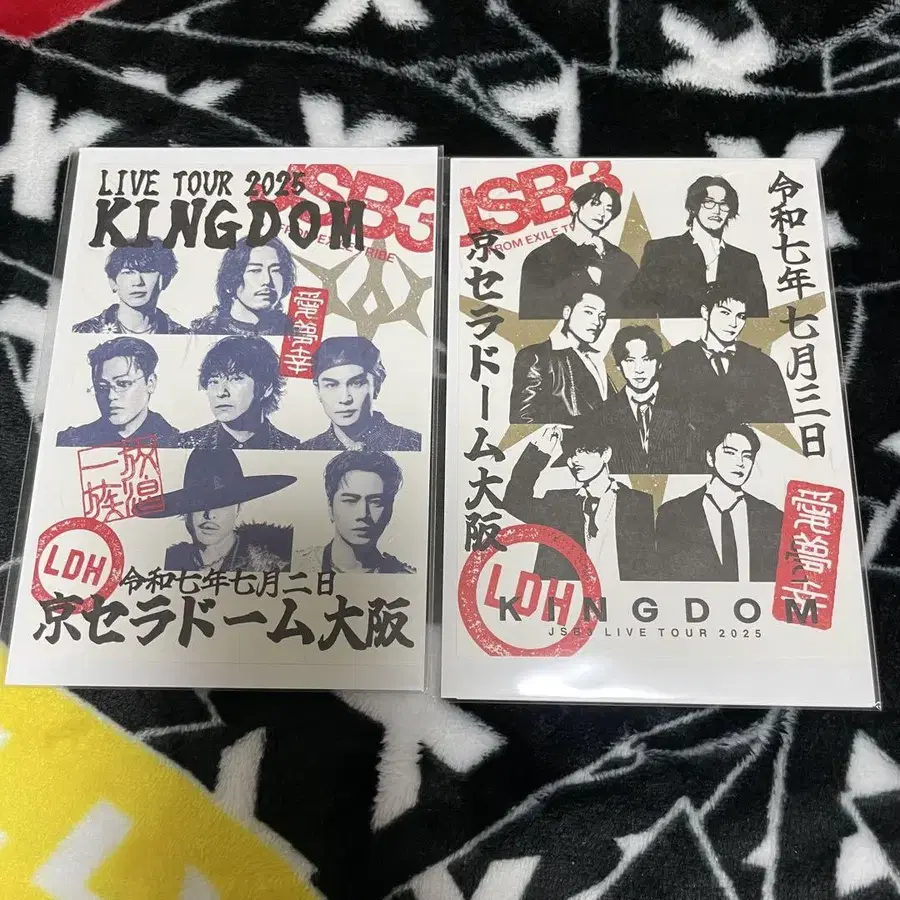 LIVE TOUR 2025
KINGDOM
JSB3
FROM EXILE TRIBE
愛夢幸
放浪一族
LDH
令和七年七月二日
京セラドーム大阪
JSB3
FROM EXILE
京セラドーム大阪
令和七年七月三日
愛夢幸
LDH
KINGDOM
JSB3 LIVE TOUR 2025